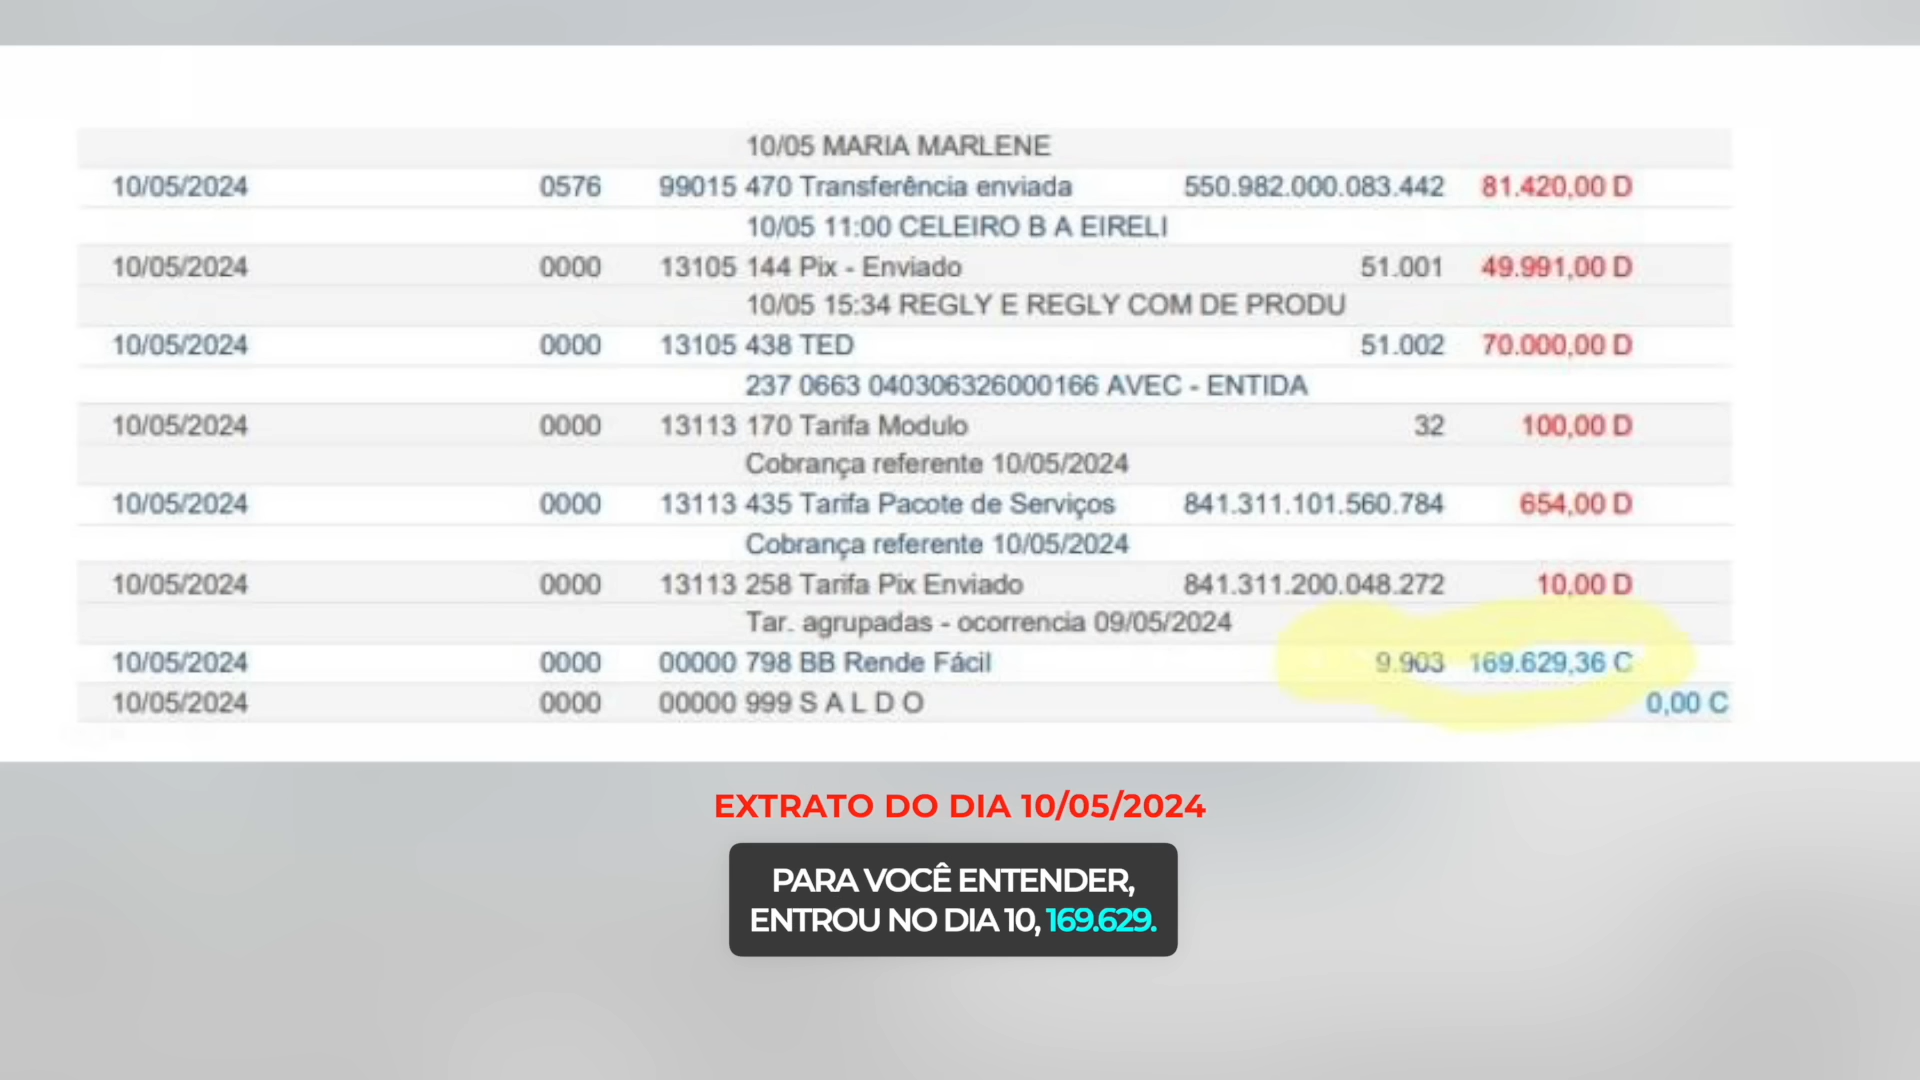 10/05 MARIA MARLENE
10/05/2024 0576 99015 470 Transferência enviada 550.982.000.083.442 81.420,00 D
10/05 11:00 CELEIRO B A EIRELI
10/05/2024 0000 13105 144 Pix - Enviado 51.001 49.991,00 D
10/05 15:34 REGLY E REGLY COM DE PRODU
10/05/2024 0000 13105 438 TED 51.002 70.000,00 D
237 0663 040306326000166 AVEC - ENTIDA
10/05/2024 0000 13113 170 Tarifa Modulo 32 100,00 D
Cobrança referente 10/05/2024
10/05/2024 0000 13113 435 Tarifa Pacote de Serviços 841.311.101.560.784 654,00 D
Cobrança referente 10/05/2024
10/05/2024 0000 13113 258 Tarifa Pix Enviado 841.311.200.048.272 10,00 D
Tar. agrupadas - ocorrencia 09/05/2024
10/05/2024 0000 00000 798 BB Rende Fácil 9.903 169.629,36 C
10/05/2024 0000 00000 999 S A L D O 0,00 C
EXTRATO DO DIA 10/05/2024
PARA VOCÊ ENTENDER,
ENTROU NO DIA 10, 169.629.